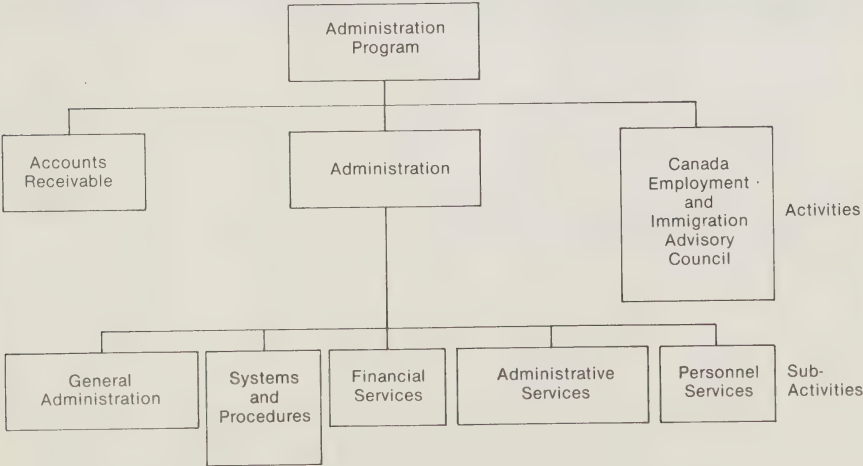 Administration
Program
Accounts
Receivable
Administration
Canada
Employment
and
Immigration
Advisory
Council
Activities
General
Administration
Systems
and
Procedures
Financial
Services
Administrative
Services
Personnel
Services
Sub-
Activities